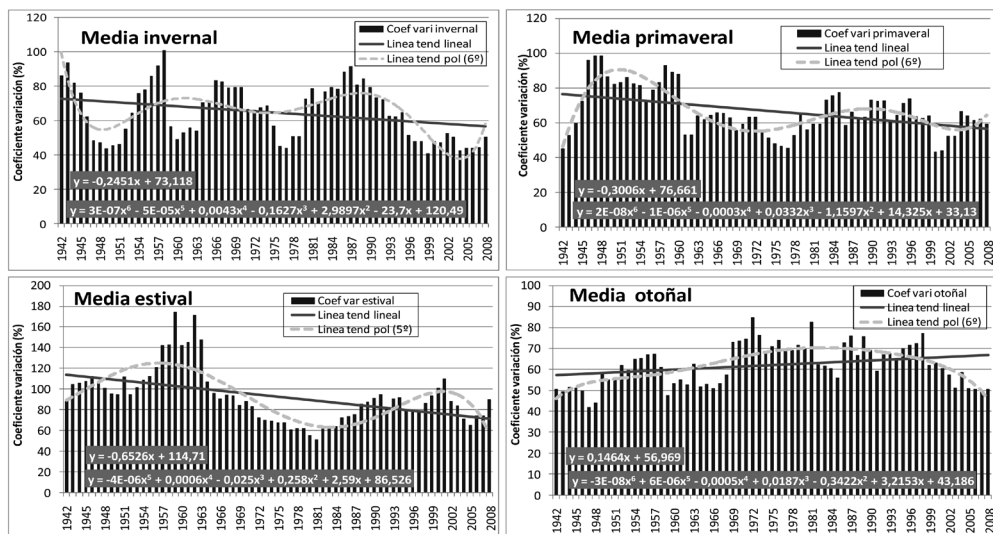 Media invernal
Coef vari invernal
Linea tend lineal
Linea tend pol (6º)
Coeficiente variación (%)
120
100
80
60
40
20
0
y = -0,2451x + 73,118
y = 3E-07x⁶ - 5E-05x⁵ + 0,0043x⁴ - 0,1627x³ + 2,9897x² - 23,7x + 120,49
1942 1945 1948 1951 1954 1957 1960 1963 1966 1969 1972 1975 1978 1981 1984 1987 1990 1993 1996 1999 2002 2005 2008
Media primaveral
Coef vari primaveral
Linea tend lineal
Linea tend pol (6º)
Coeficiente variación (%)
120
100
80
60
40
20
0
y = -0,3006x + 76,661
y = 2E-08x⁶ - 1E-06x⁵ - 0,0003x⁴ + 0,0332x³ - 1,1597x² + 14,325x + 33,13
1942 1945 1948 1951 1954 1957 1960 1963 1966 1969 1972 1975 1978 1981 1984 1987 1990 1993 1996 1999 2002 2005 2008
Media estival
Coef var estival
Linea tend lineal
Linea tend pol (5º)
Coeficiente variación (%)
200
180
160
140
120
100
80
60
40
20
0
y = -0,6526x + 114,71
y = -4E-06x⁵ + 0,0006x⁴ - 0,025x³ + 0,258x² + 2,59x + 86,526
1942 1945 1948 1951 1954 1957 1960 1963 1966 1969 1972 1975 1978 1981 1984 1987 1990 1993 1996 1999 2002 2005 2008
Media otoñal
Coef vari otoñal
Linea tend lineal
Linea tend pol (6º)
Coeficiente variación (%)
100
90
80
70
60
50
40
30
20
10
0
y = 0,1464x + 56,969
y = -3E-08x⁶ + 6E-06x⁵ - 0,0005x⁴ + 0,0187x³ - 0,3422x² + 3,2153x + 43,186
1942 1945 1948 1951 1954 1957 1960 1963 1966 1969 1972 1975 1978 1981 1984 1987 1990 1993 1996 1999 2002 2005 2008